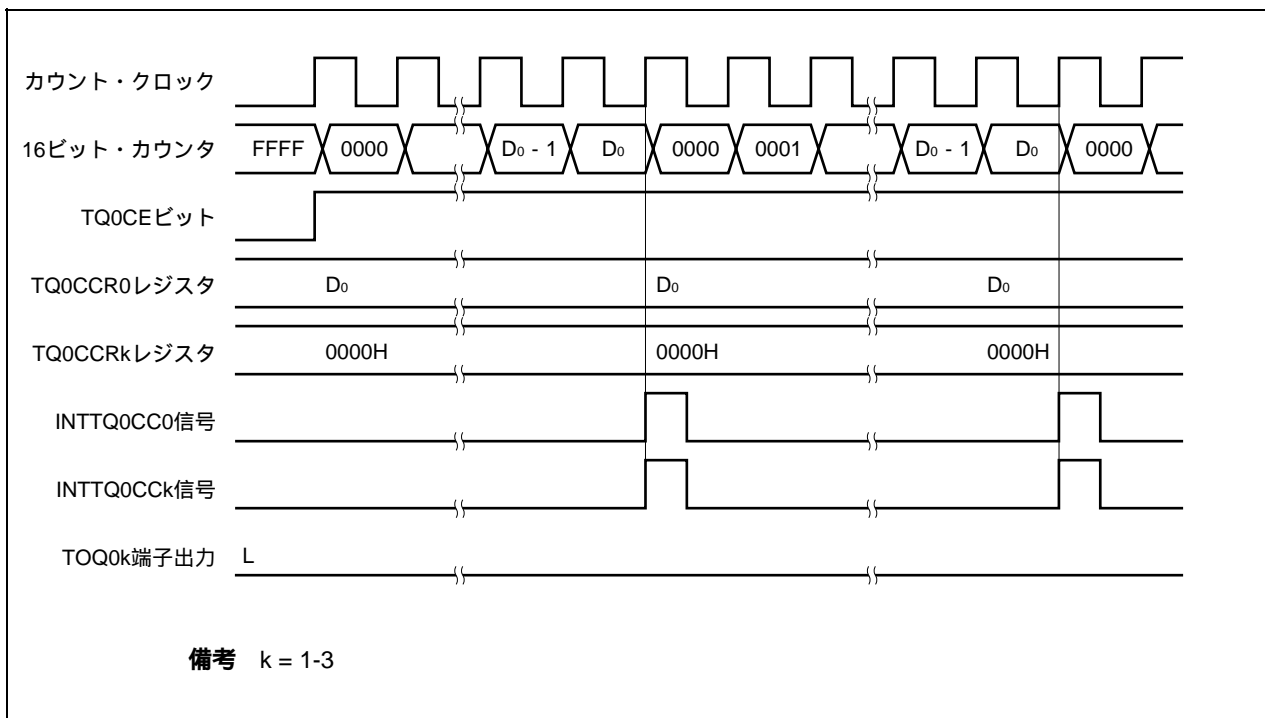 カウント・クロック
16ビット・カウンタ FFFF 0000 D0 - 1 D0 0000 0001 D0 - 1 D0 0000
TQ0CEビット
TQ0CCR0レジスタ D0 D0 D0
TQ0CCRkレジスタ 0000H 0000H 0000H
INTTQ0CC0信号
INTTQ0CCk信号
TOQ0k端子出力 L
備考 k = 1-3